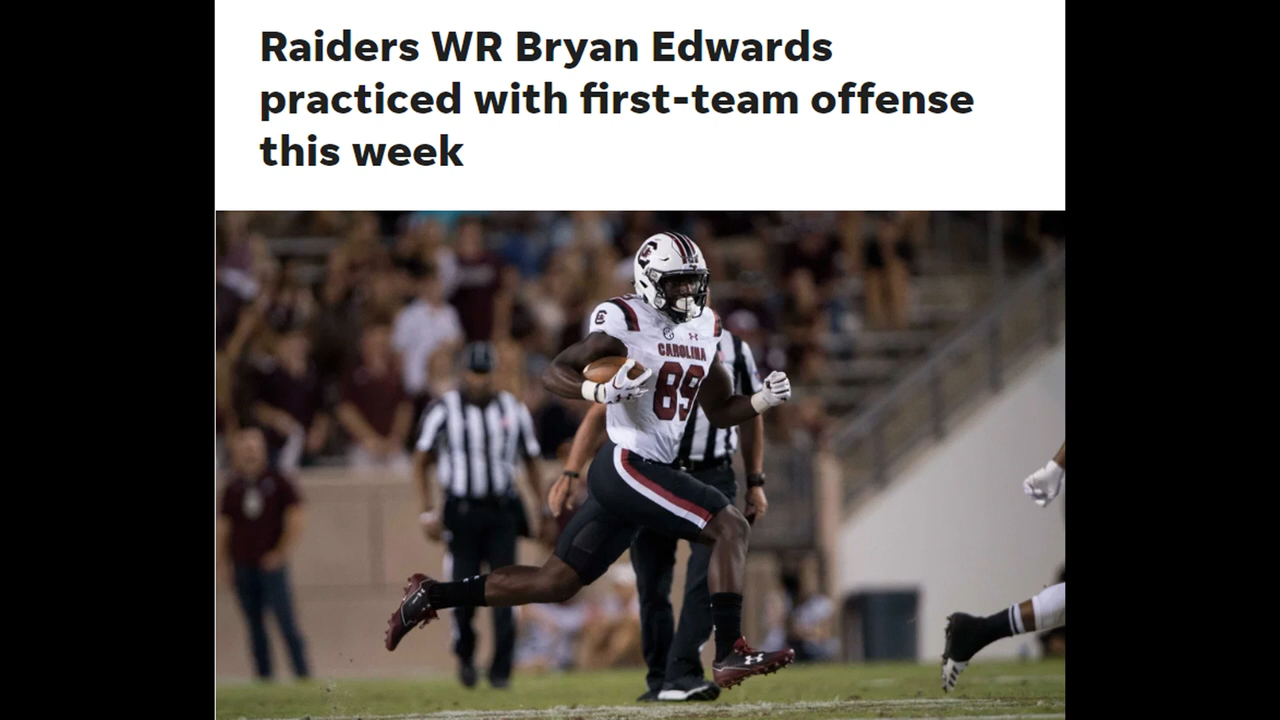 Raiders WR Bryan Edwards
practiced with first-team offense
this week
CAROLINA
89